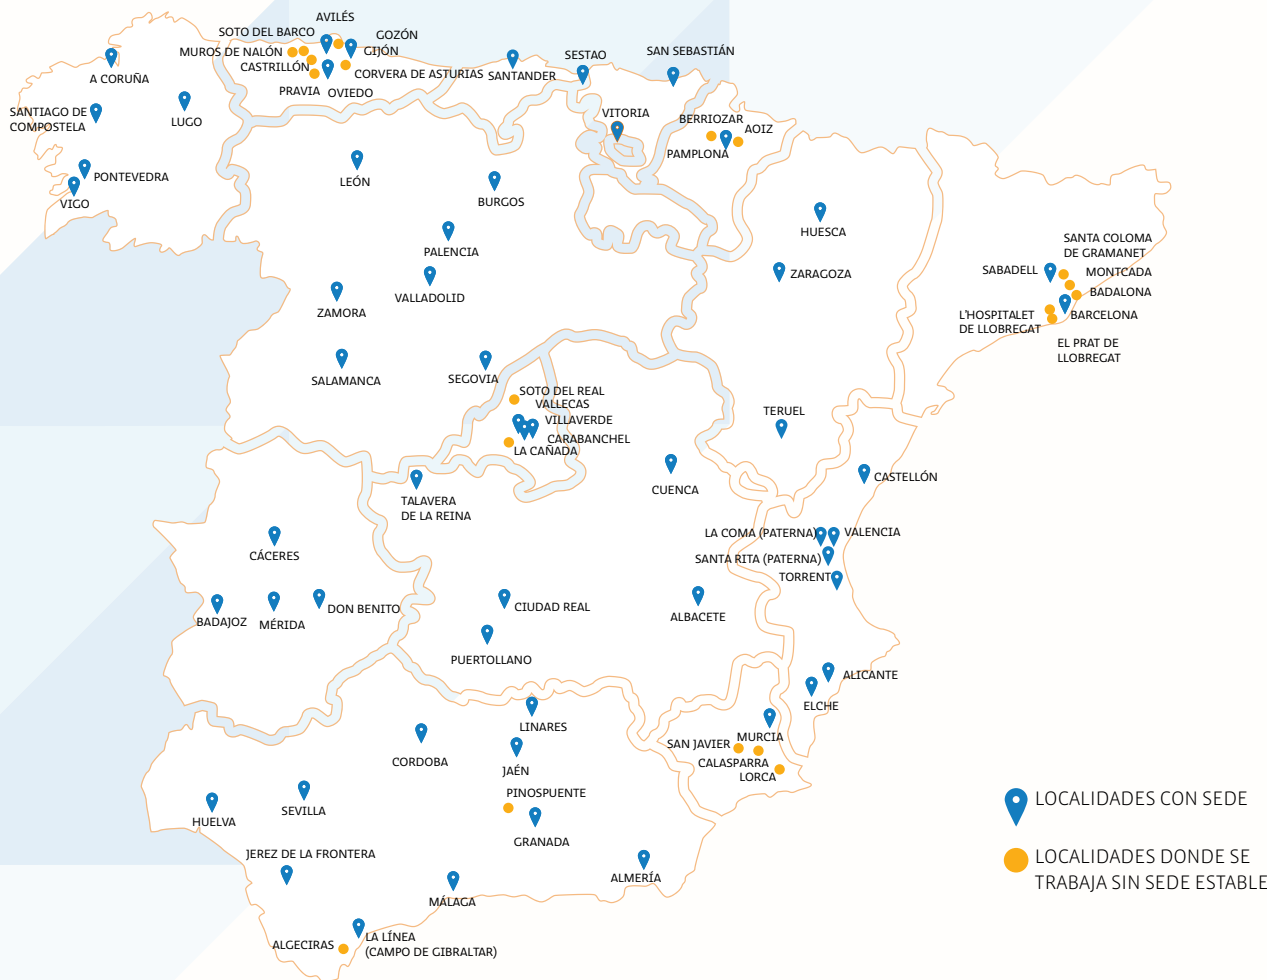 AVILÉS
SOTO DEL BARCO
GOZÓN
MUROS DE NALÓN
GIJÓN
CASTRILLÓN
CORVERA DE ASTURIAS
PRAVIA
OVIEDO
A CORUÑA
SANTIAGO DE
COMPOSTELA
LUGO
PONTEVEDRA
VIGO
SANTANDER
SESTAO
SAN SEBASTIÁN
VITORIA
BERRIOZAR
AOIZ
PAMPLONA
LEÓN
BURGOS
PALENCIA
VALLADOLID
ZAMORA
SALAMANCA
SEGOVIA
HUESCA
ZARAGOZA
TERUEL
SANTA COLOMA
DE GRAMANET
SABADELL
MONTCADA
BADALONA
L'HOSPITALET
DE LLOBREGAT
BARCELONA
EL PRAT DE
LLOBREGAT
SOTO DEL REAL
VALLECAS
VILLAVERDE
CARABANCHEL
LA CAÑADA
TALAVERA
DE LA REINA
CUENCA
CASTELLÓN
LA COMA (PATERNA)
VALENCIA
SANTA RITA (PATERNA)
TORRENT
CÁCERES
BADAJOZ
MÉRIDA
DON BENITO
CIUDAD REAL
ALBACETE
PUERTOLLANO
ALICANTE
ELCHE
LINARES
CORDOBA
JAÉN
SAN JAVIER
MURCIA
CALASPARRA
LORCA
PINOSPUENTE
GRANADA
SEVILLA
HUELVA
JEREZ DE LA FRONTERA
MÁLAGA
ALMERÍA
ALGECIRAS
LA LÍNEA
(CAMPO DE GIBRALTAR)
LOCALIDADES CON SEDE
LOCALIDADES DONDE SE
TRABAJA SIN SEDE ESTABLE